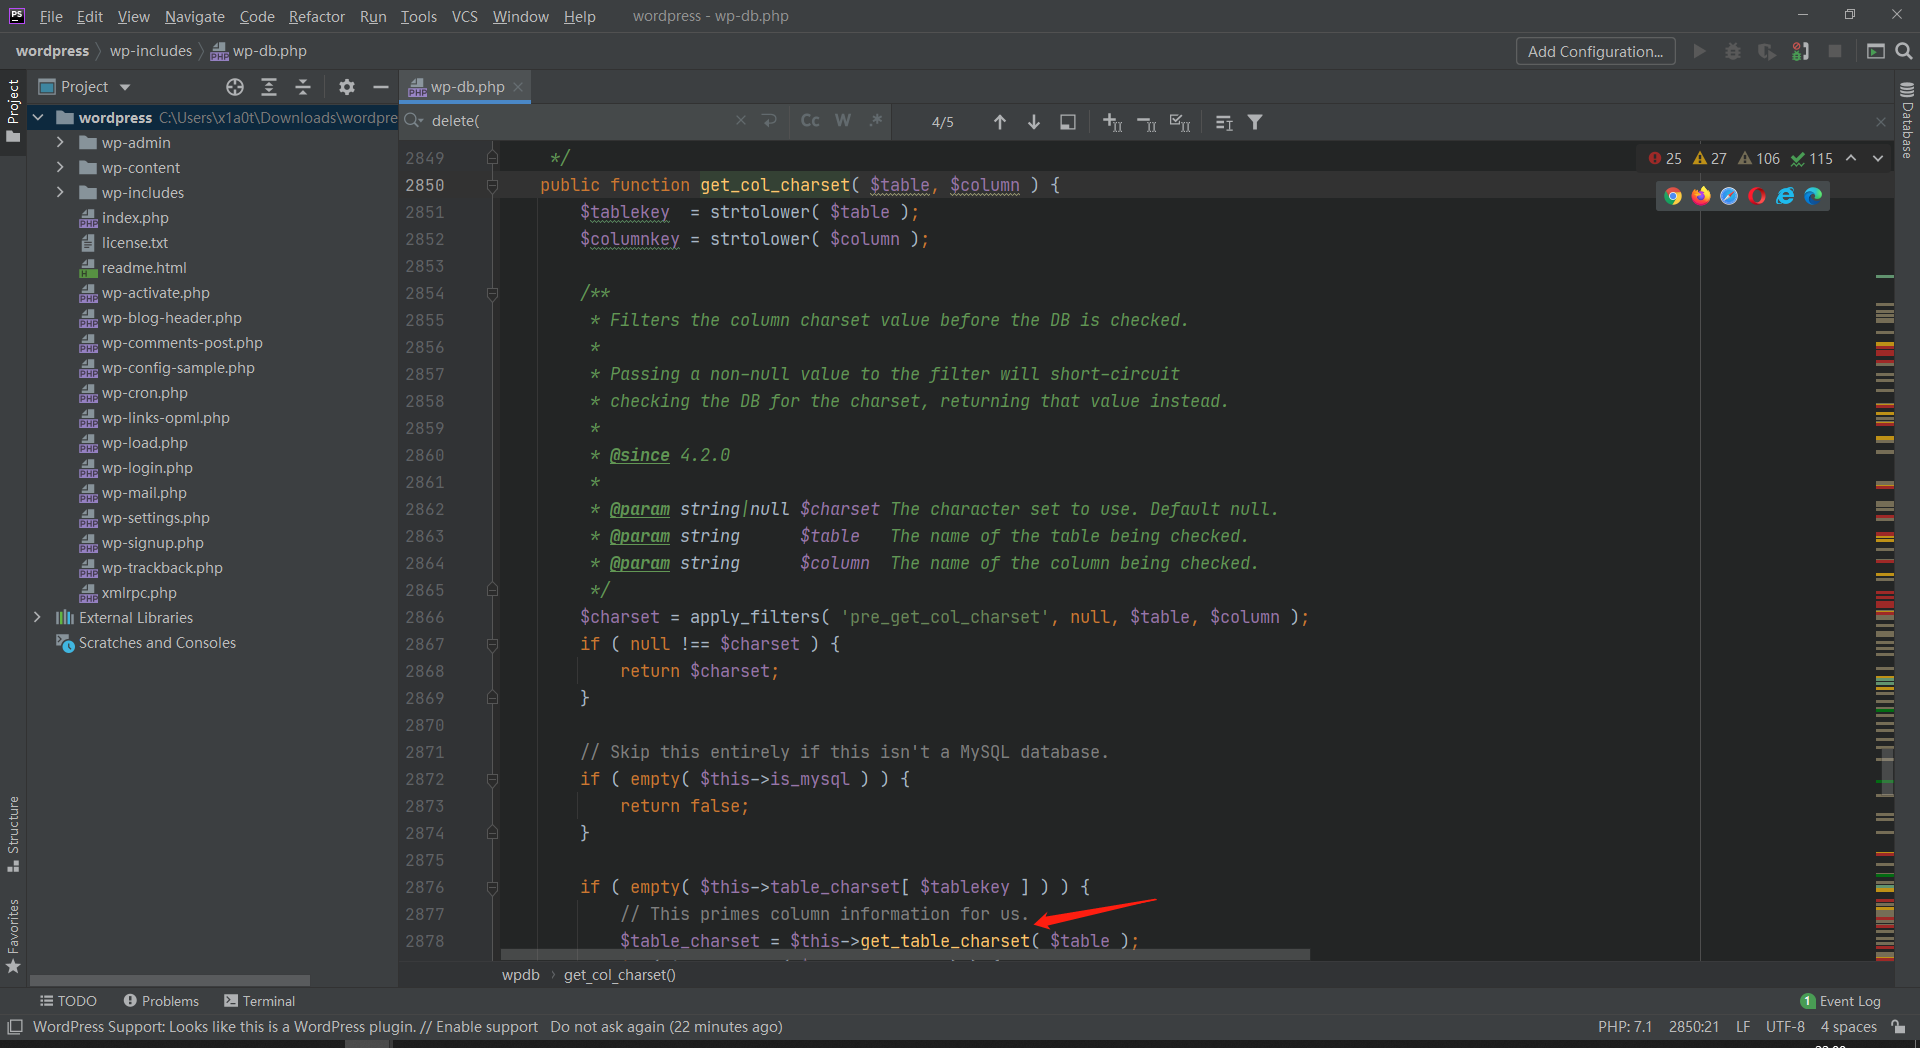 PS File Edit View Navigate Code Refactor Run Tools VCS Window Help wordpress - wp-db.php
wordpress wp-includes wp-db.php Add Configuration...
Project
Project
wp-db.php
wordpress C:\Users\x1a0t\Downloads\wordpre
wp-admin
wp-content
wp-includes
index.php
license.txt
readme.html
wp-activate.php
wp-blog-header.php
wp-comments-post.php
wp-config-sample.php
wp-cron.php
wp-links-opml.php
wp-load.php
wp-login.php
wp-mail.php
wp-settings.php
wp-signup.php
wp-trackback.php
xmlrpc.php
External Libraries
Scratches and Consoles
Structure
Favorites
Database
delete( Cc W .* 4/5
25 27 106 115
2849 */
2850 public function get_col_charset( $table, $column ) {
2851 $tablekey  = strtolower( $table );
2852 $columnkey = strtolower( $column );
2853
2854 /**
2855 * Filters the column charset value before the DB is checked.
2856 *
2857 * Passing a non-null value to the filter will short-circuit
2858 * checking the DB for the charset, returning that value instead.
2859 *
2860 * @since 4.2.0
2861 *
2862 * @param string|null $charset The character set to use. Default null.
2863 * @param string      $table   The name of the table being checked.
2864 * @param string      $column  The name of the column being checked.
2865 */
2866 $charset = apply_filters( 'pre_get_col_charset', null, $table, $column );
2867 if ( null !== $charset ) {
2868 return $charset;
2869 }
2870
2871 // Skip this entirely if this isn't a MySQL database.
2872 if ( empty( $this->is_mysql ) ) {
2873 return false;
2874 }
2875
2876 if ( empty( $this->table_charset[ $tablekey ] ) ) {
2877 // This primes column information for us.
2878 $table_charset = $this->get_table_charset( $table );
wpdb get_col_charset()
TODO Problems Terminal 1 Event Log
WordPress Support: Looks like this is a WordPress plugin. // Enable support Do not ask again (22 minutes ago) PHP: 7.1 2850:21 LF UTF-8 4 spaces